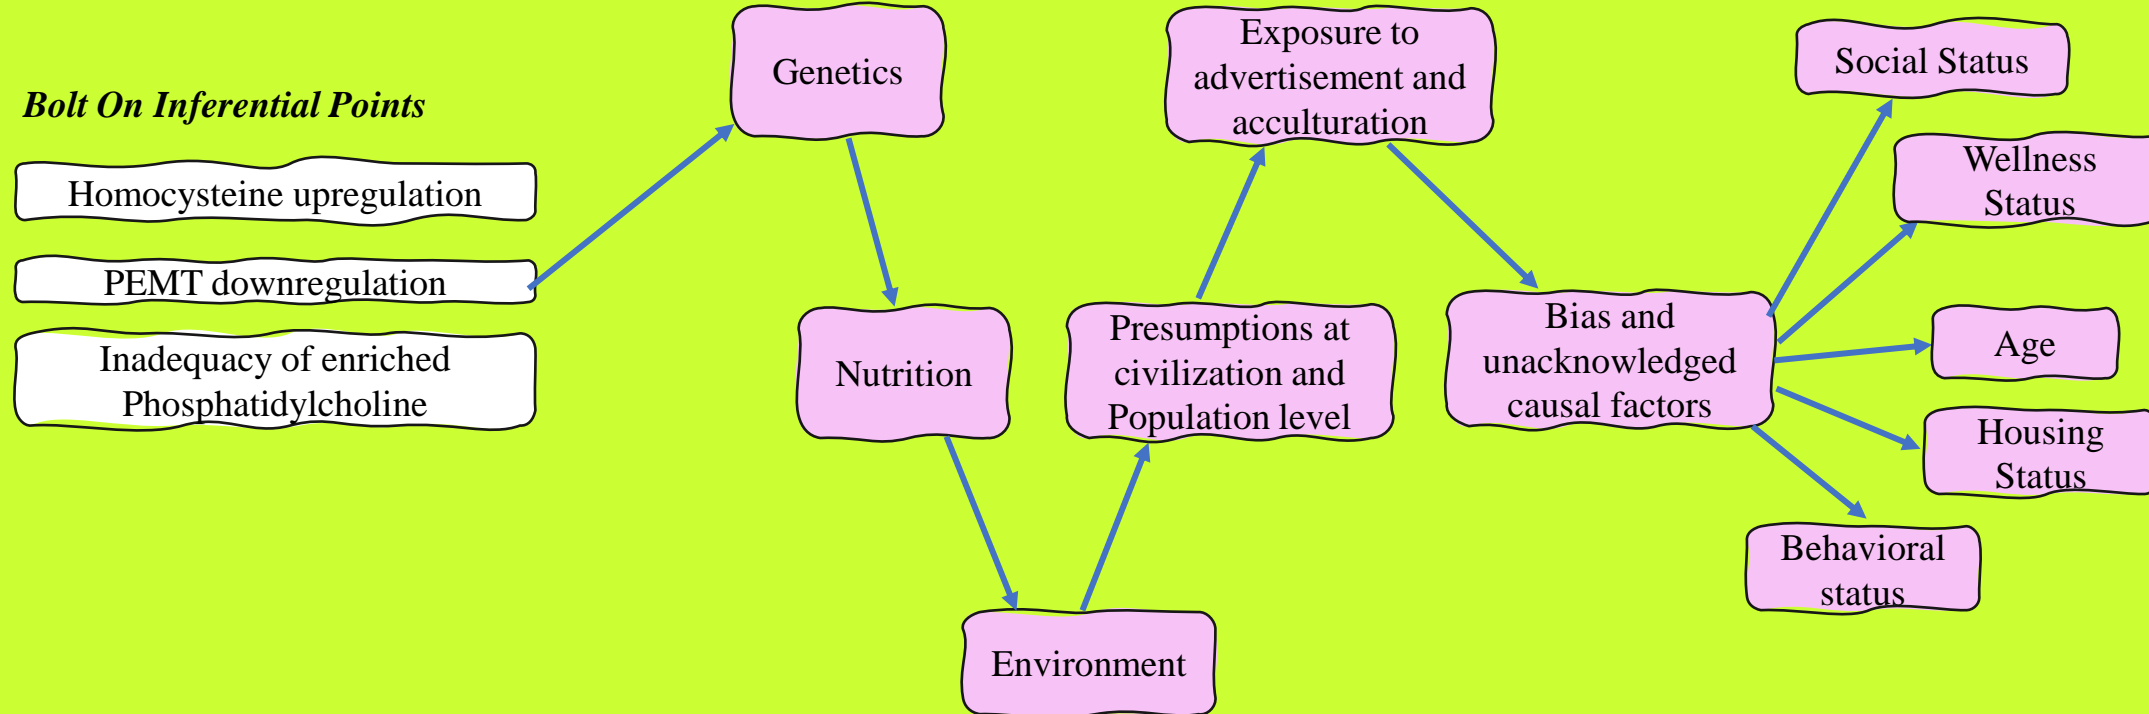 Bolt On Inferential Points
Homocysteine upregulation
PEMT downregulation
Inadequacy of enriched
Phosphatidylcholine
Genetics
Nutrition
Environment
Presumptions at
civilization and
Population level
Exposure to
advertisement and
acculturation
Bias and
unacknowledged
causal factors
Social Status
Wellness
Status
Age
Housing
Status
Behavioral
status